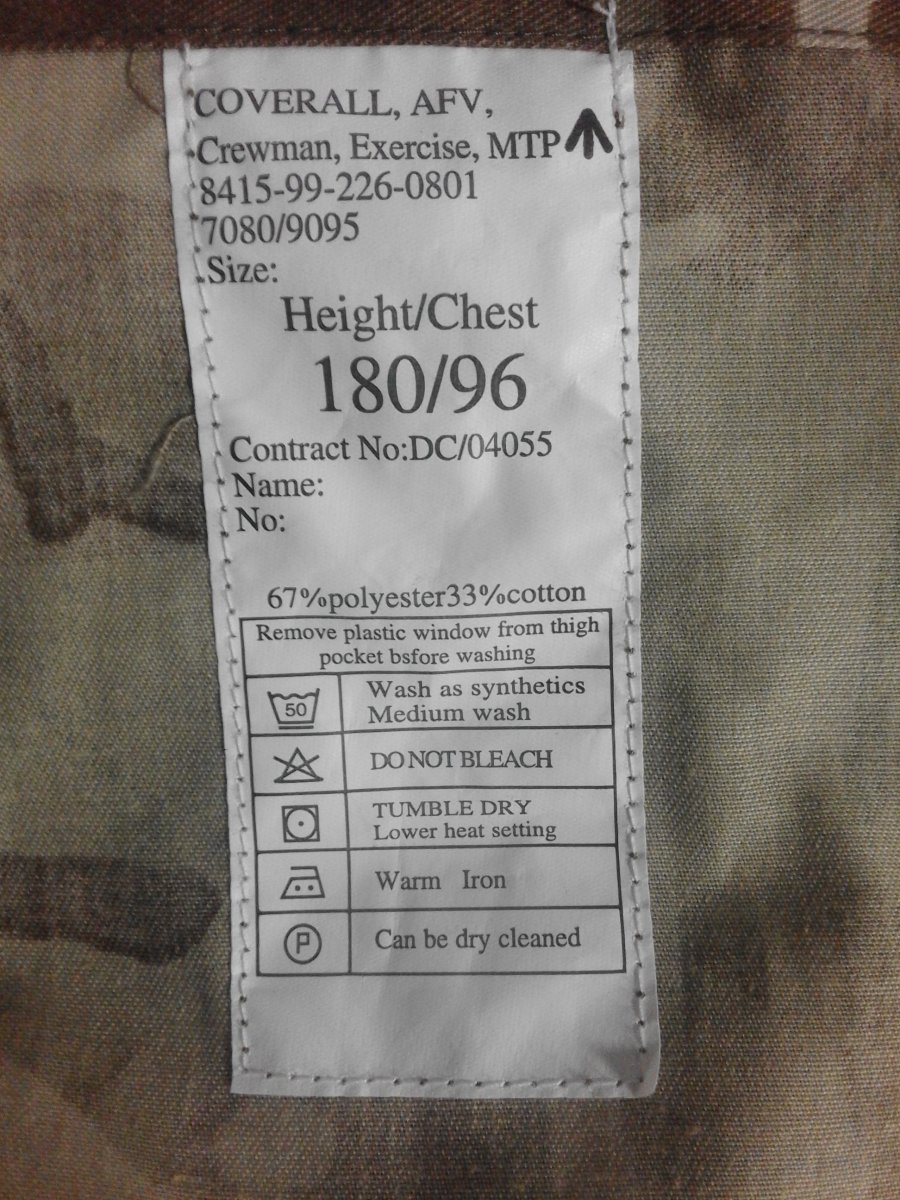 COVERALL, AFV,
Crewman, Exercise, MTP
8415-99-226-0801
7080/9095
Size:
Height/Chest
180/96
Contract No:DC/04055
Name:
No:
67%polyester33%cotton
Remove plastic window from thigh
pocket bsfore washing
50
Wash as synthetics
Medium wash
DO NOT BLEACH
TUMBLE DRY
Lower heat setting
Warm Iron
P
Can be dry cleaned